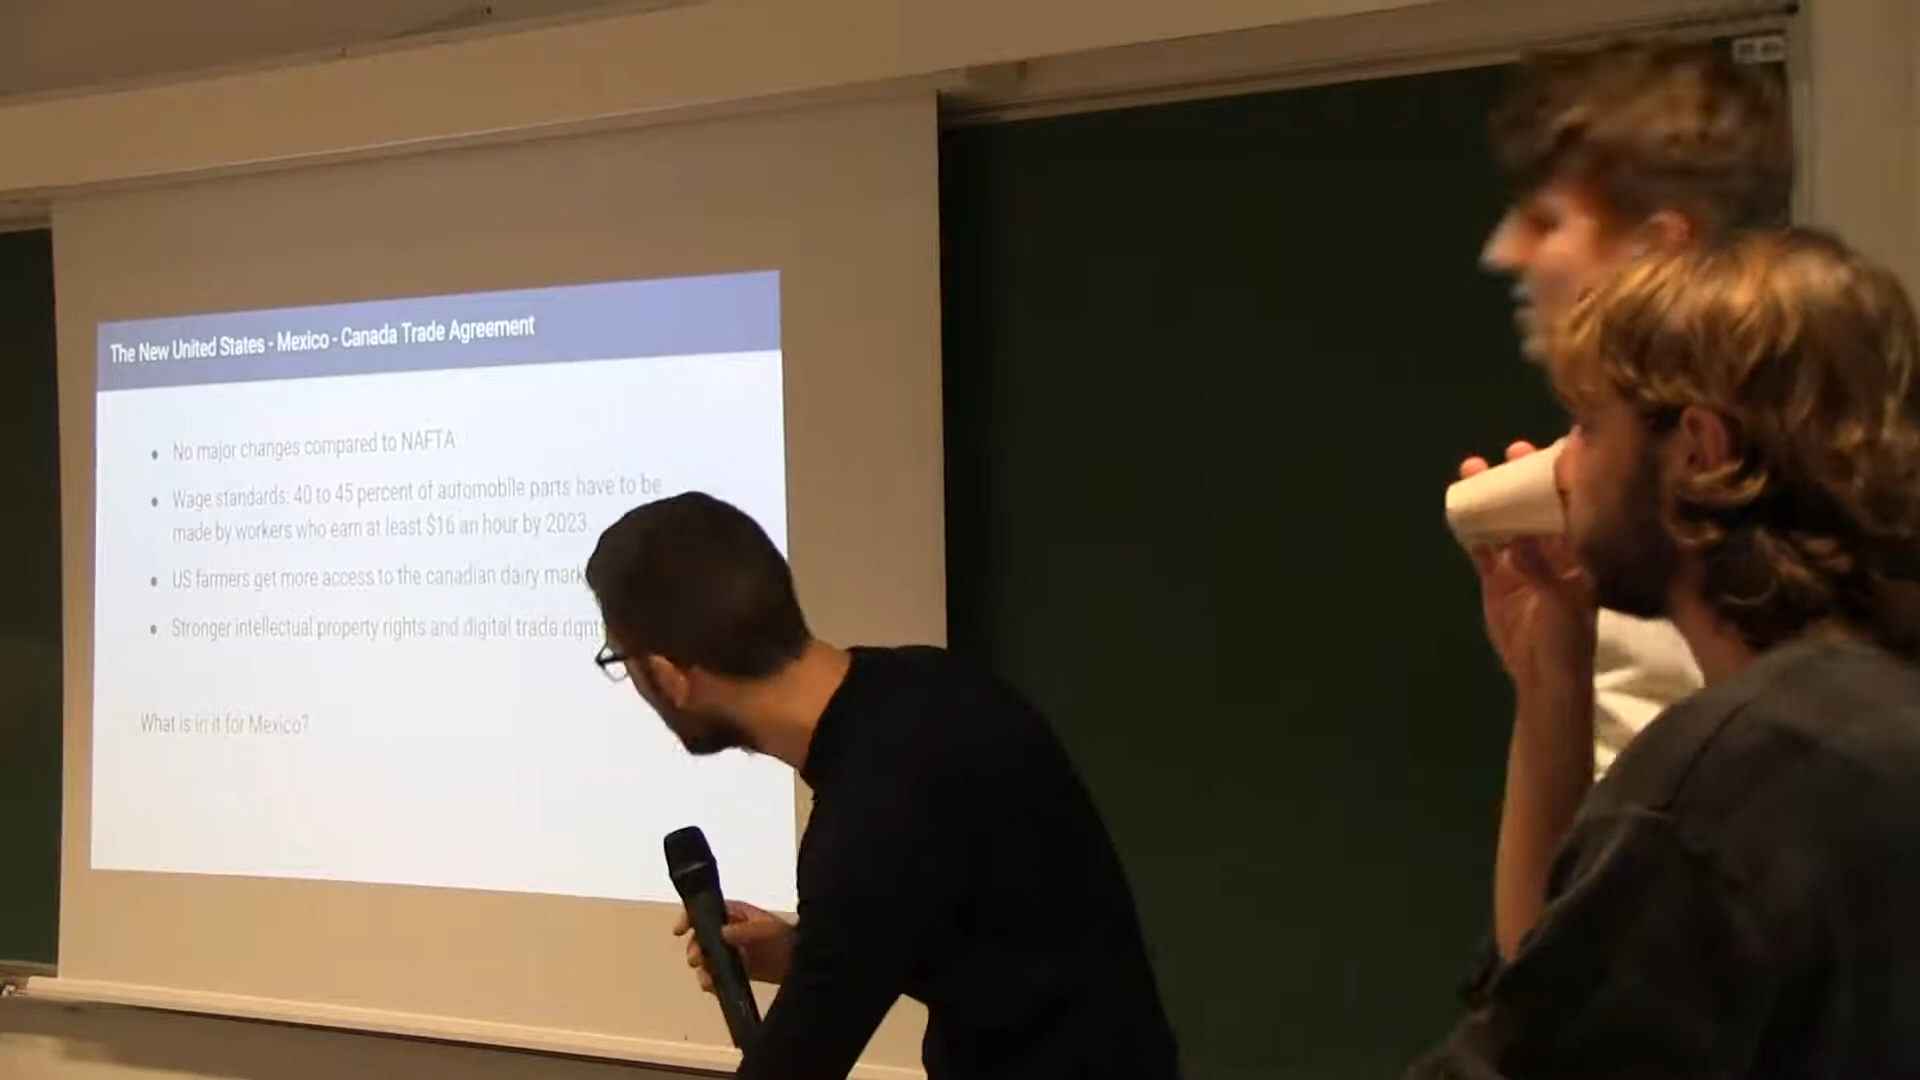 The New United States - Mexico - Canada Trade Agreement
No major changes compared to NAFTA
Wage standards: 40 to 45 percent of automobile parts have to be
made by workers who earn at least $16 an hour by 2023.
US farmers get more access to the canadian dairy
Stronger intellectual property rights and digital trade
What is in it for Mexico?